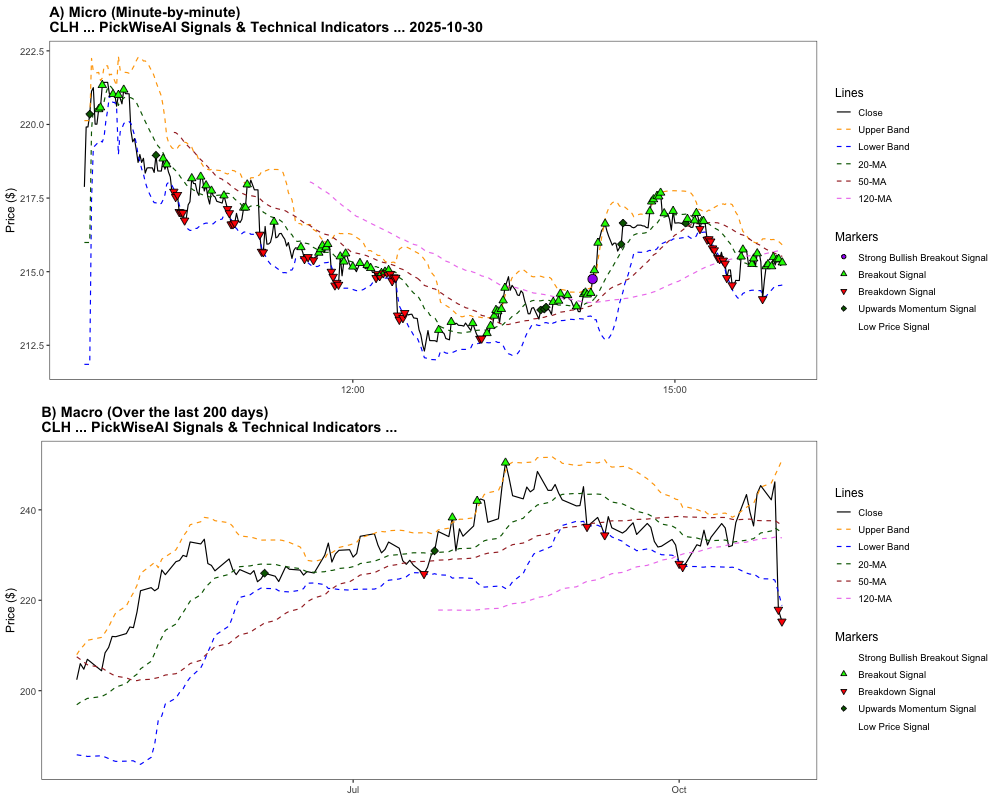 A) Micro (Minute-by-minute)
CLH ... PickWiseAI Signals & Technical Indicators ... 2025-10-30
Price ($)
222.5
220.0
217.5
215.0
212.5
12:00
15:00
Lines
Close
Upper Band
Lower Band
20-MA
50-MA
120-MA
Markers
Strong Bullish Breakout Signal
Breakout Signal
Breakdown Signal
Upwards Momentum Signal
Low Price Signal
B) Macro (Over the last 200 days)
CLH ... PickWiseAI Signals & Technical Indicators ...
Price ($)
240
220
200
Jul
Oct
Lines
Close
Upper Band
Lower Band
20-MA
50-MA
120-MA
Markers
Strong Bullish Breakout Signal
Breakout Signal
Breakdown Signal
Upwards Momentum Signal
Low Price Signal